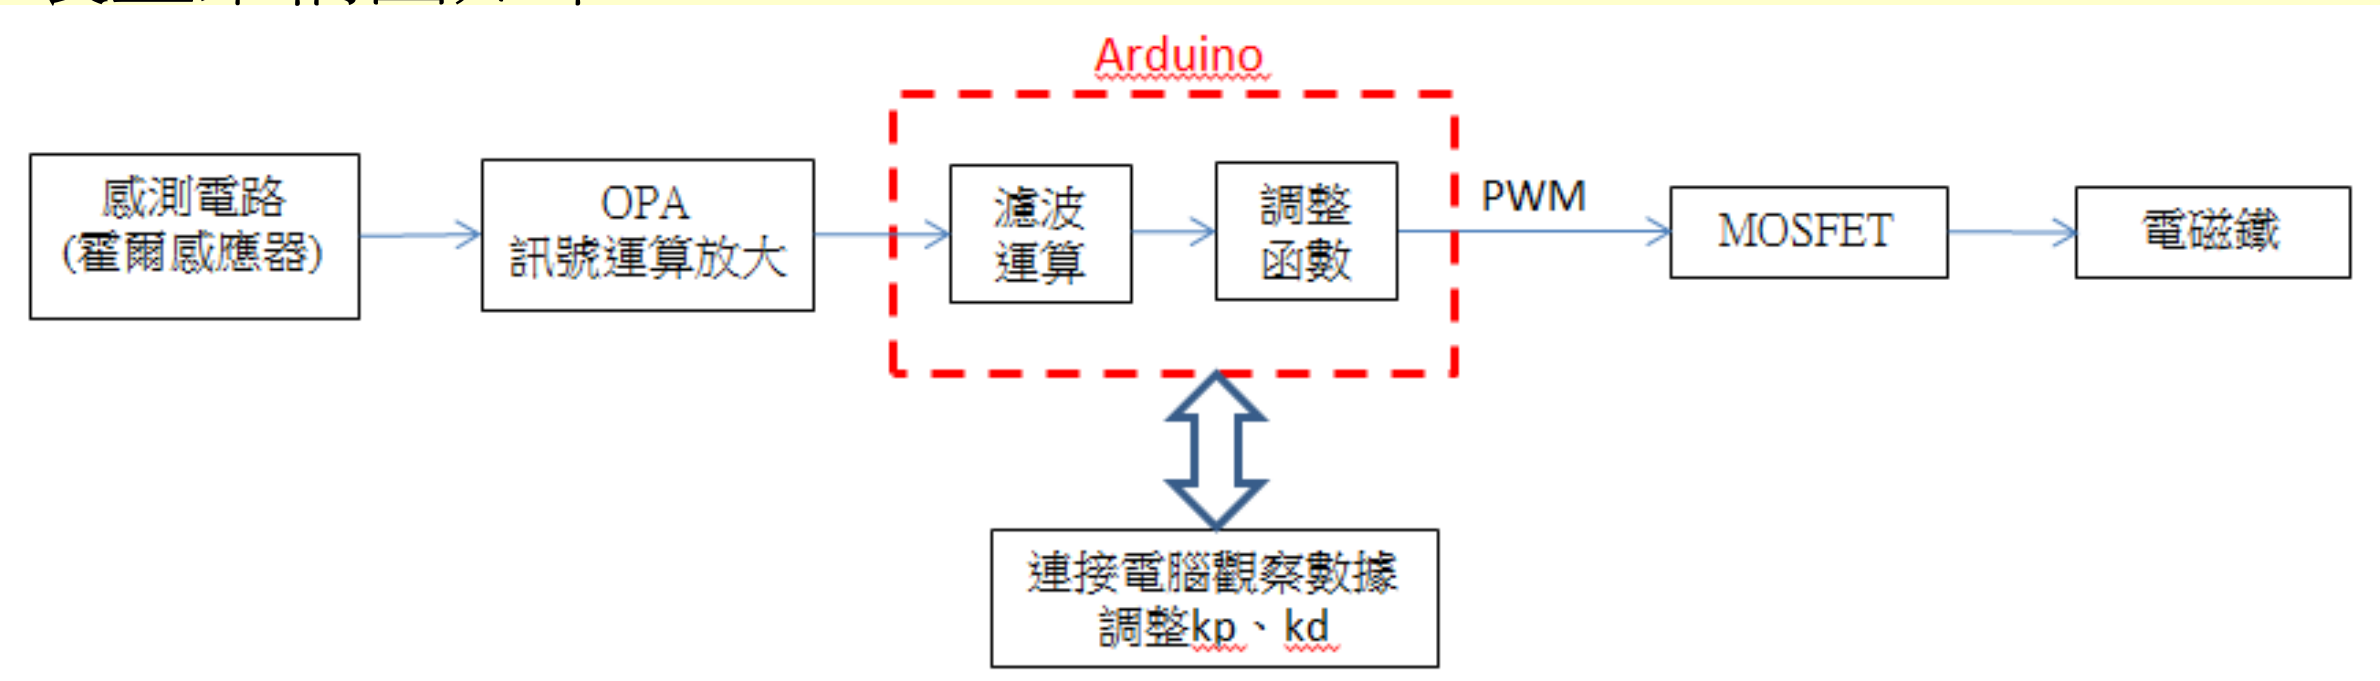 Arduino
感測電路
(霍爾感應器)
OPA
訊號運算放大
濾波
運算
調整
函數
PWM
MOSFET
電磁鐵
連接電腦觀察數據
調整kp、kd